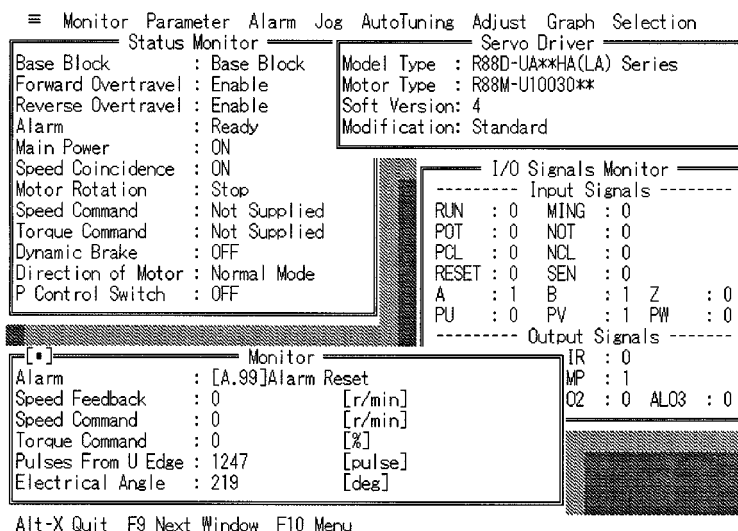 ≡ Monitor Parameter Alarm Jog AutoTuning Adjust Graph Selection
Status Monitor
Base Block : Base Block
Forward Overtravel : Enable
Reverse Overtravel : Enable
Alarm : Ready
Main Power : ON
Speed Coincidence : ON
Motor Rotation : Stop
Speed Command : Not Supplied
Torque Command : Not Supplied
Dynamic Brake : OFF
Direction of Motor : Normal Mode
P Control Switch : OFF
Servo Driver
Model Type : R88D-UA**HA(LA) Series
Motor Type : R88M-U10030**
Soft Version: 4
Modification: Standard
I/O Signals Monitor
-------- Input Signals --------
RUN : 0 MING : 0
POT : 0 NOT : 0
PCL : 0 NCL : 0
RESET : 0 SEN : 0
A : 1 B : 1 Z : 0
PU : 0 PV : 1 PW : 0
-------- Output Signals -------
IR : 0
MP : 1
O2 : 0 ALO3 : 0
[•] Monitor
Alarm : [A.99]Alarm Reset
Speed Feedback : 0 [r/min]
Speed Command : 0 [r/min]
Torque Command : 0 [%]
Pulses From U Edge : 1247 [pulse]
Electrical Angle : 219 [deg]
Alt-X Quit F9 Next Window F10 Menu